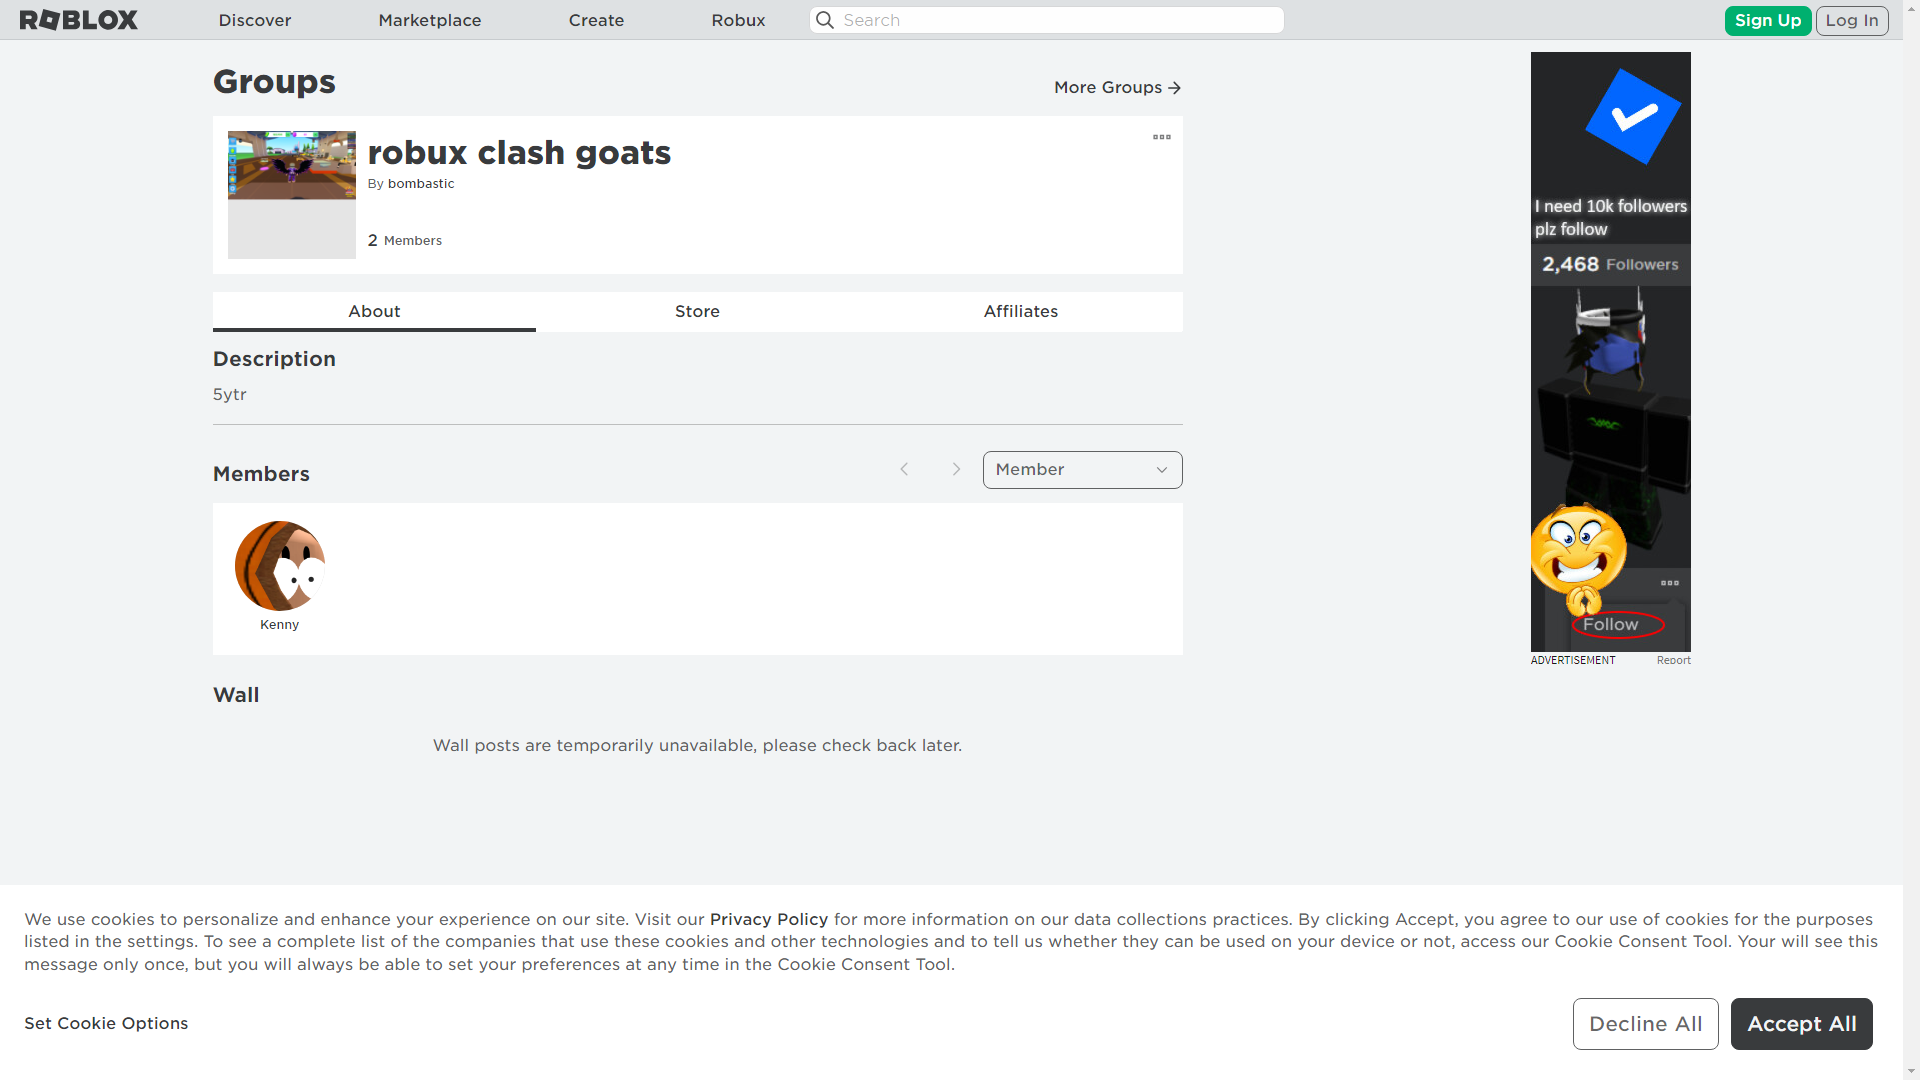 ROBLOX
Discover
Marketplace
Create
Robux
Search
Sign Up
Log In
Groups
More Groups
robux clash goats
By bombastic
2 Members
About
Store
Affiliates
Description
5ytr
Members
Member
Kenny
Wall
Wall posts are temporarily unavailable, please check back later.
I need 10k followers
plz follow
2,468 Followers
Follow
ADVERTISEMENT
Report
We use cookies to personalize and enhance your experience on our site. Visit our Privacy Policy for more information on our data collections practices. By clicking Accept, you agree to our use of cookies for the purposes
listed in the settings. To see a complete list of the companies that use these cookies and other technologies and to tell us whether they can be used on your device or not, access our Cookie Consent Tool. Your will see this
message only once, but you will always be able to set your preferences at any time in the Cookie Consent Tool.
Set Cookie Options
Decline All
Accept All